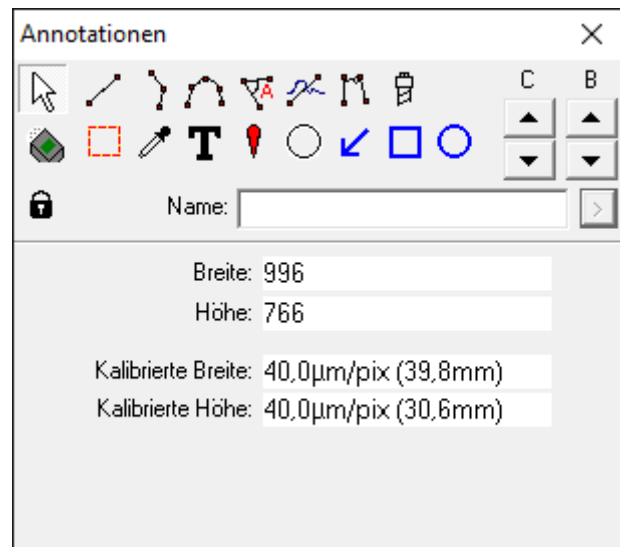 Annotationen
C B
A
T
Name:
Breite: 996
Höhe: 766
Kalibrierte Breite: 40,0µm/pix (39,8mm)
Kalibrierte Höhe: 40,0µm/pix (30,6mm)